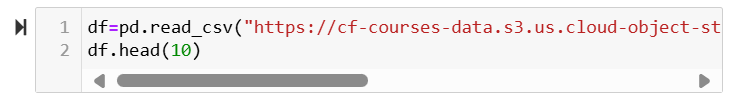 1 df=pd.read_csv("https://cf-courses-data.s3.us.cloud-object-st
2 df.head(10)